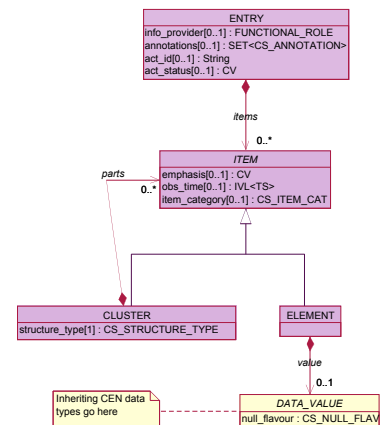 ENTRY
info_provider[0..1] : FUNCTIONAL_ROLE
annotations[0..1] : SET<CS_ANNOTATION>
act_id[0..1] : String
act_status[0..1] : CV
items
0..*
ITEM
emphasis[0..1] : CV
obs_time[0..1] : IVL<TS>
item_category[0..1] : CS_ITEM_CAT
parts
0..*
CLUSTER
structure_type[1] : CS_STRUCTURE_TYPE
ELEMENT
value
0..1
Inheriting CEN data
types go here
DATA_VALUE
null_flavour : CS_NULL_FLAV